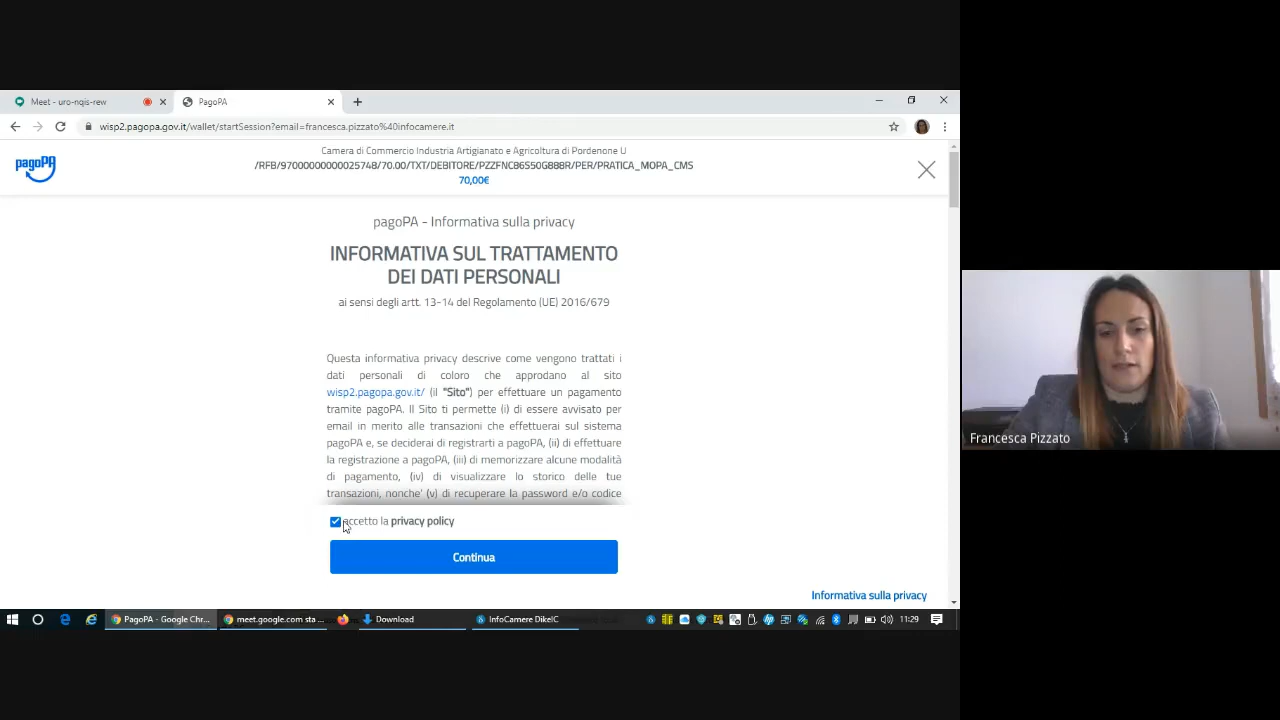 Meet - uro-nqis-rew
PagoPA
wisp2.pagopa.gov.it/wallet/startSession?email=francesca.pizzato%40infocamere.it
pagoPA
Camera di Commercio Industria Artigianato e Agricoltura di Pordenone U
/RFB/97000000000025748/70.00/TXT/DEBITORE/PZZFNC86S50G888R/PER/PRATICA_MOPA_CMS
70,00€
pagoPA - Informativa sulla privacy
INFORMATIVA SUL TRATTAMENTO
DEI DATI PERSONALI
ai sensi degli artt. 13-14 del Regolamento (UE) 2016/679
Questa informativa privacy descrive come vengono trattati i
dati personali di coloro che approdano al sito
wisp2.pagopa.gov.it/ (il "Sito") per effettuare un pagamento
tramite pagoPA. Il Sito ti permette (i) di essere avvisato per
email in merito alle transazioni che effettuerai sul sistema
pagoPA e, se deciderai di registrarti a pagoPA, (ii) di effettuare
la registrazione a pagoPA, (iii) di memorizzare alcune modalità
di pagamento, (iv) di visualizzare lo storico delle tue
transazioni, nonche' (v) di recuperare la password e/o codice
accetto la privacy policy
Continua
Informativa sulla privacy
Francesca Pizzato
PagoPA - Google Chr...
meet.google.com sta ...
Download
InfoCamere DikeIC
11:29